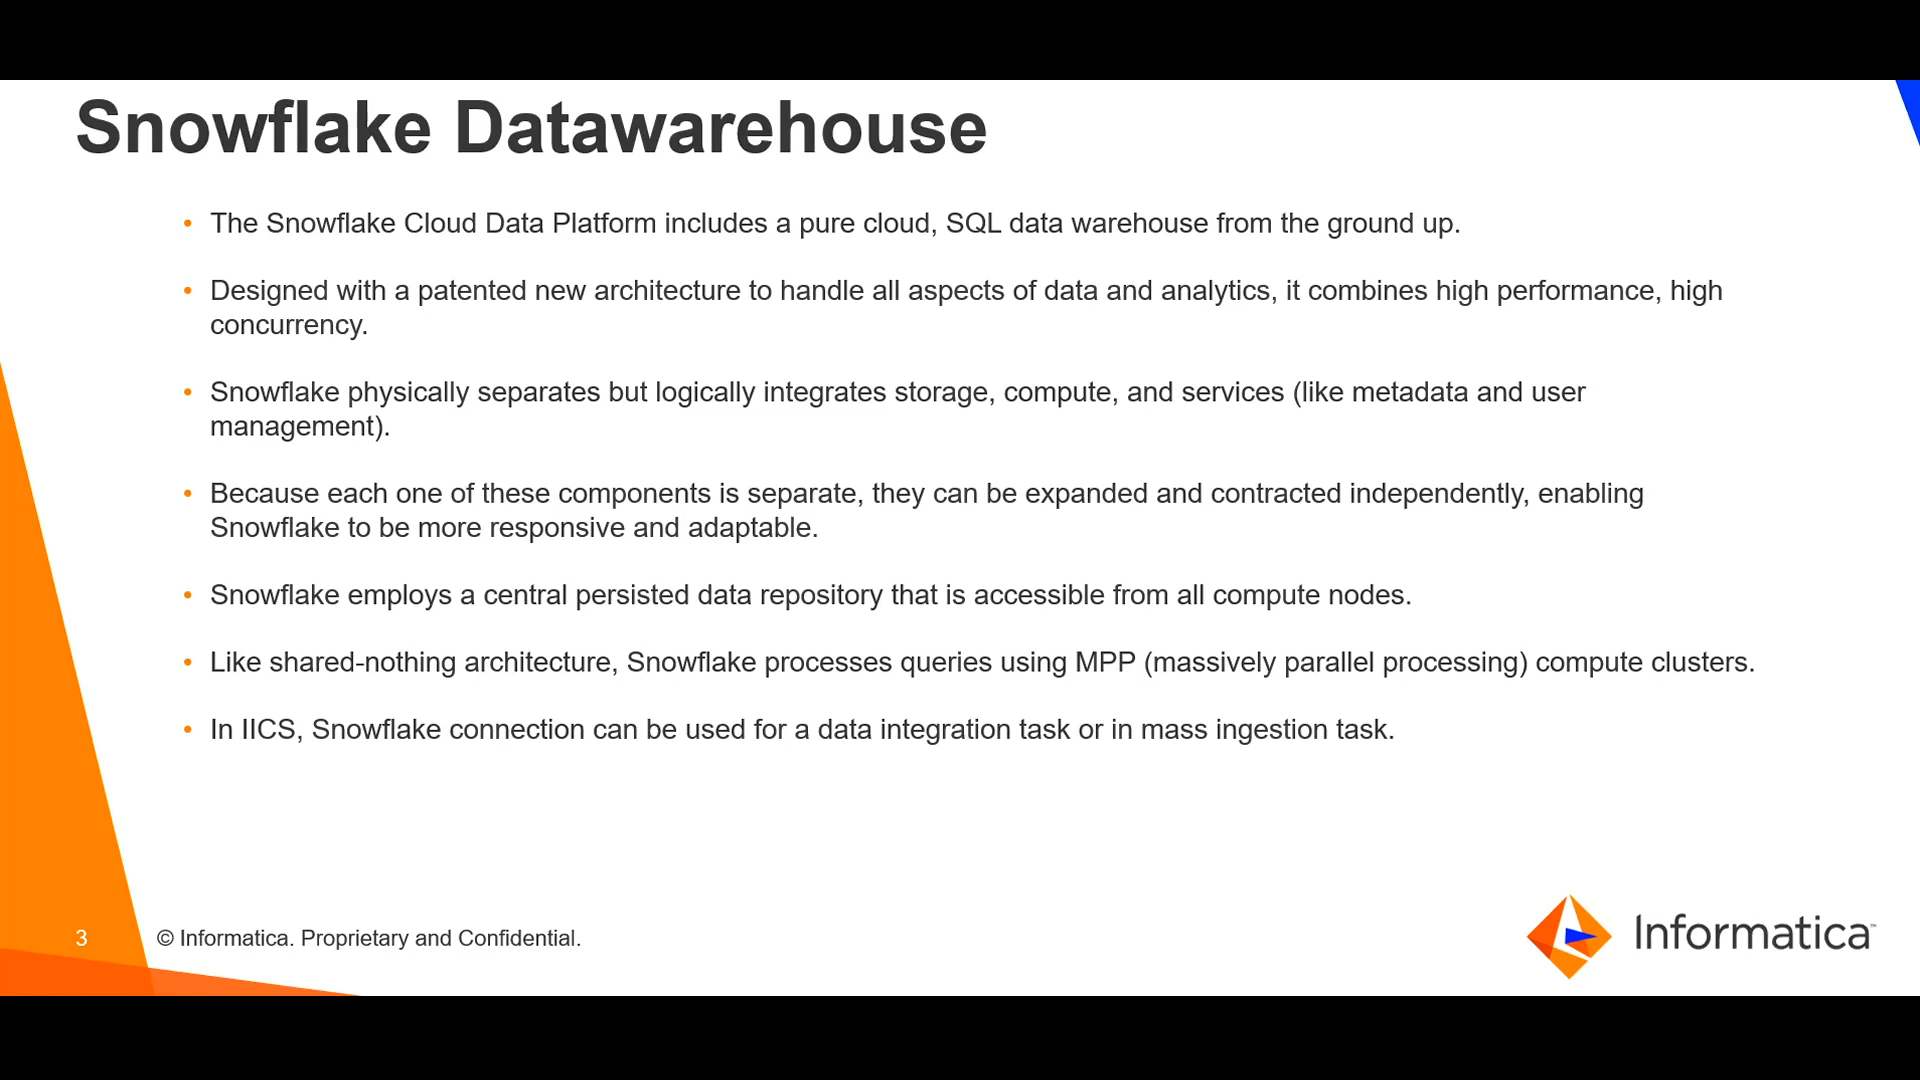 Snowflake Datawarehouse
• The Snowflake Cloud Data Platform includes a pure cloud, SQL data warehouse from the ground up.
• Designed with a patented new architecture to handle all aspects of data and analytics, it combines high performance, high
concurrency.
• Snowflake physically separates but logically integrates storage, compute, and services (like metadata and user
management).
• Because each one of these components is separate, they can be expanded and contracted independently, enabling
Snowflake to be more responsive and adaptable.
• Snowflake employs a central persisted data repository that is accessible from all compute nodes.
• Like shared-nothing architecture, Snowflake processes queries using MPP (massively parallel processing) compute clusters.
• In IICS, Snowflake connection can be used for a data integration task or in mass ingestion task.
3 © Informatica. Proprietary and Confidential.
Informatica™